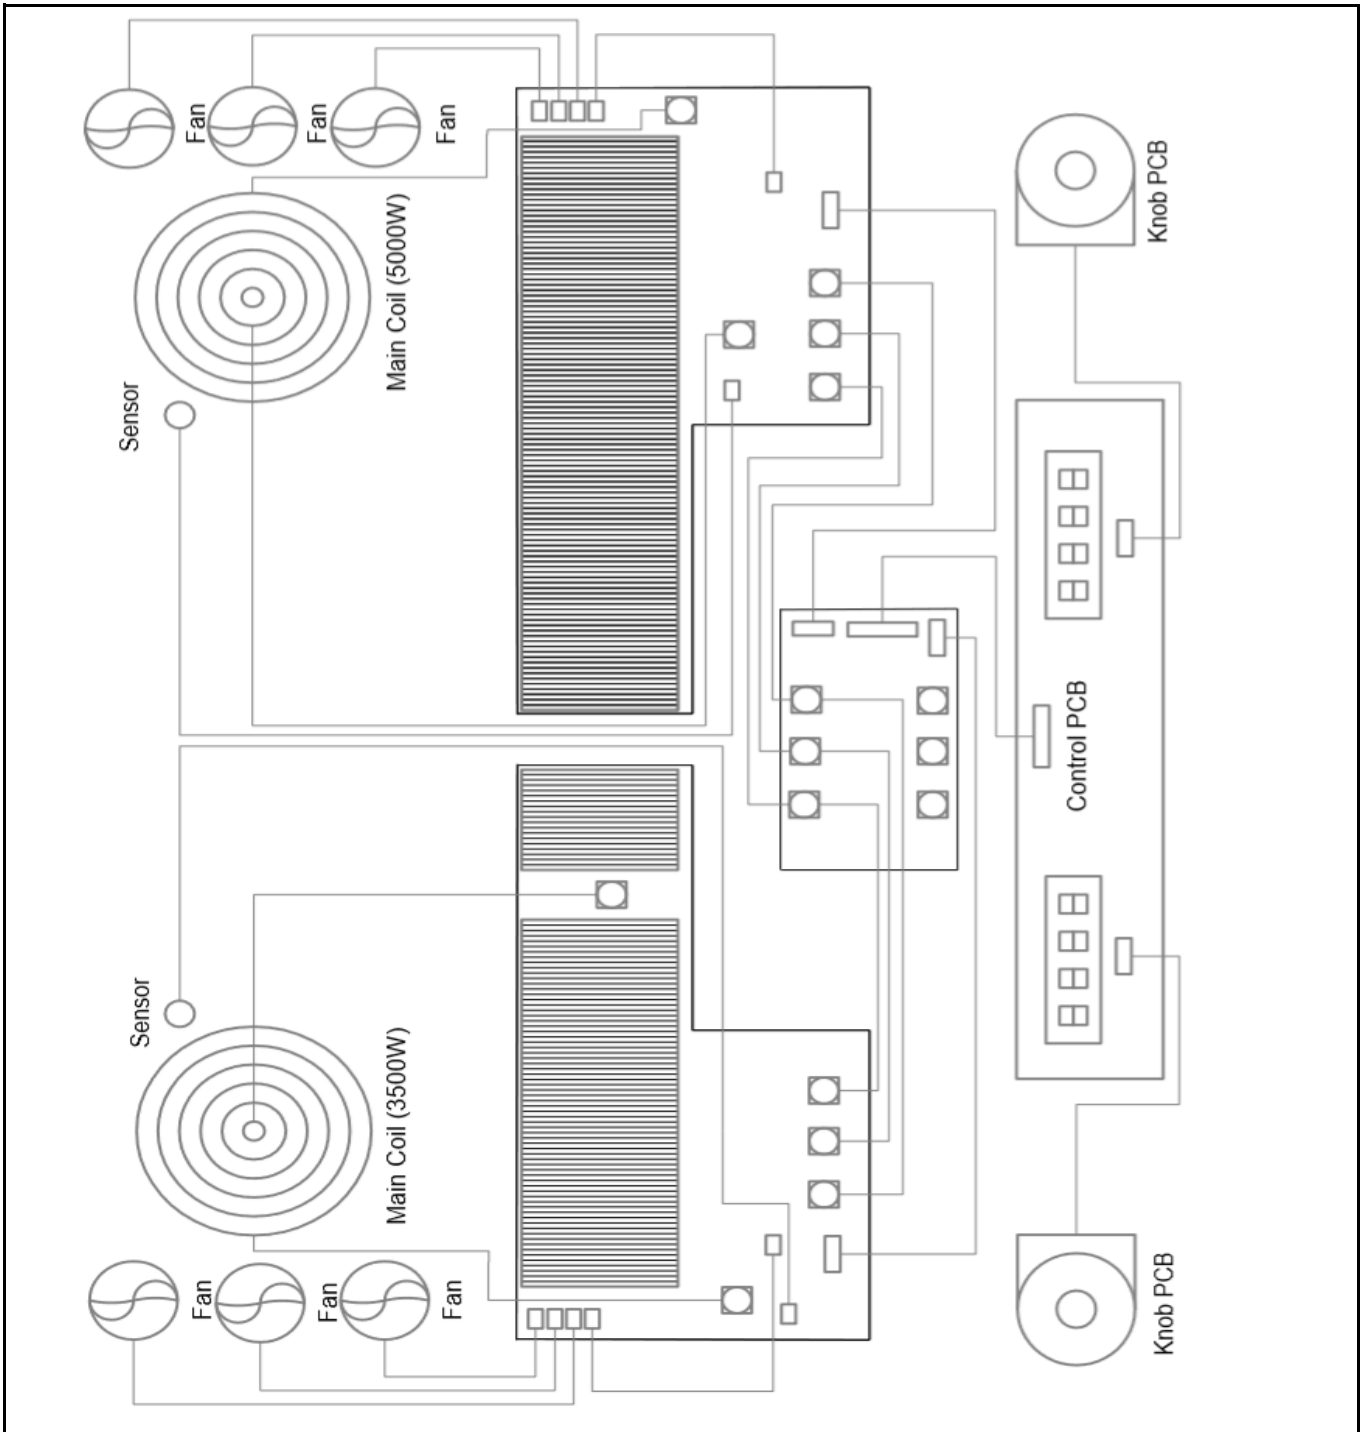 Fan
Fan
Fan
Main Coil (5000W)
Sensor
Knob PCB
Control PCB
Sensor
Main Coil (3500W)
Fan
Fan
Fan
Knob PCB